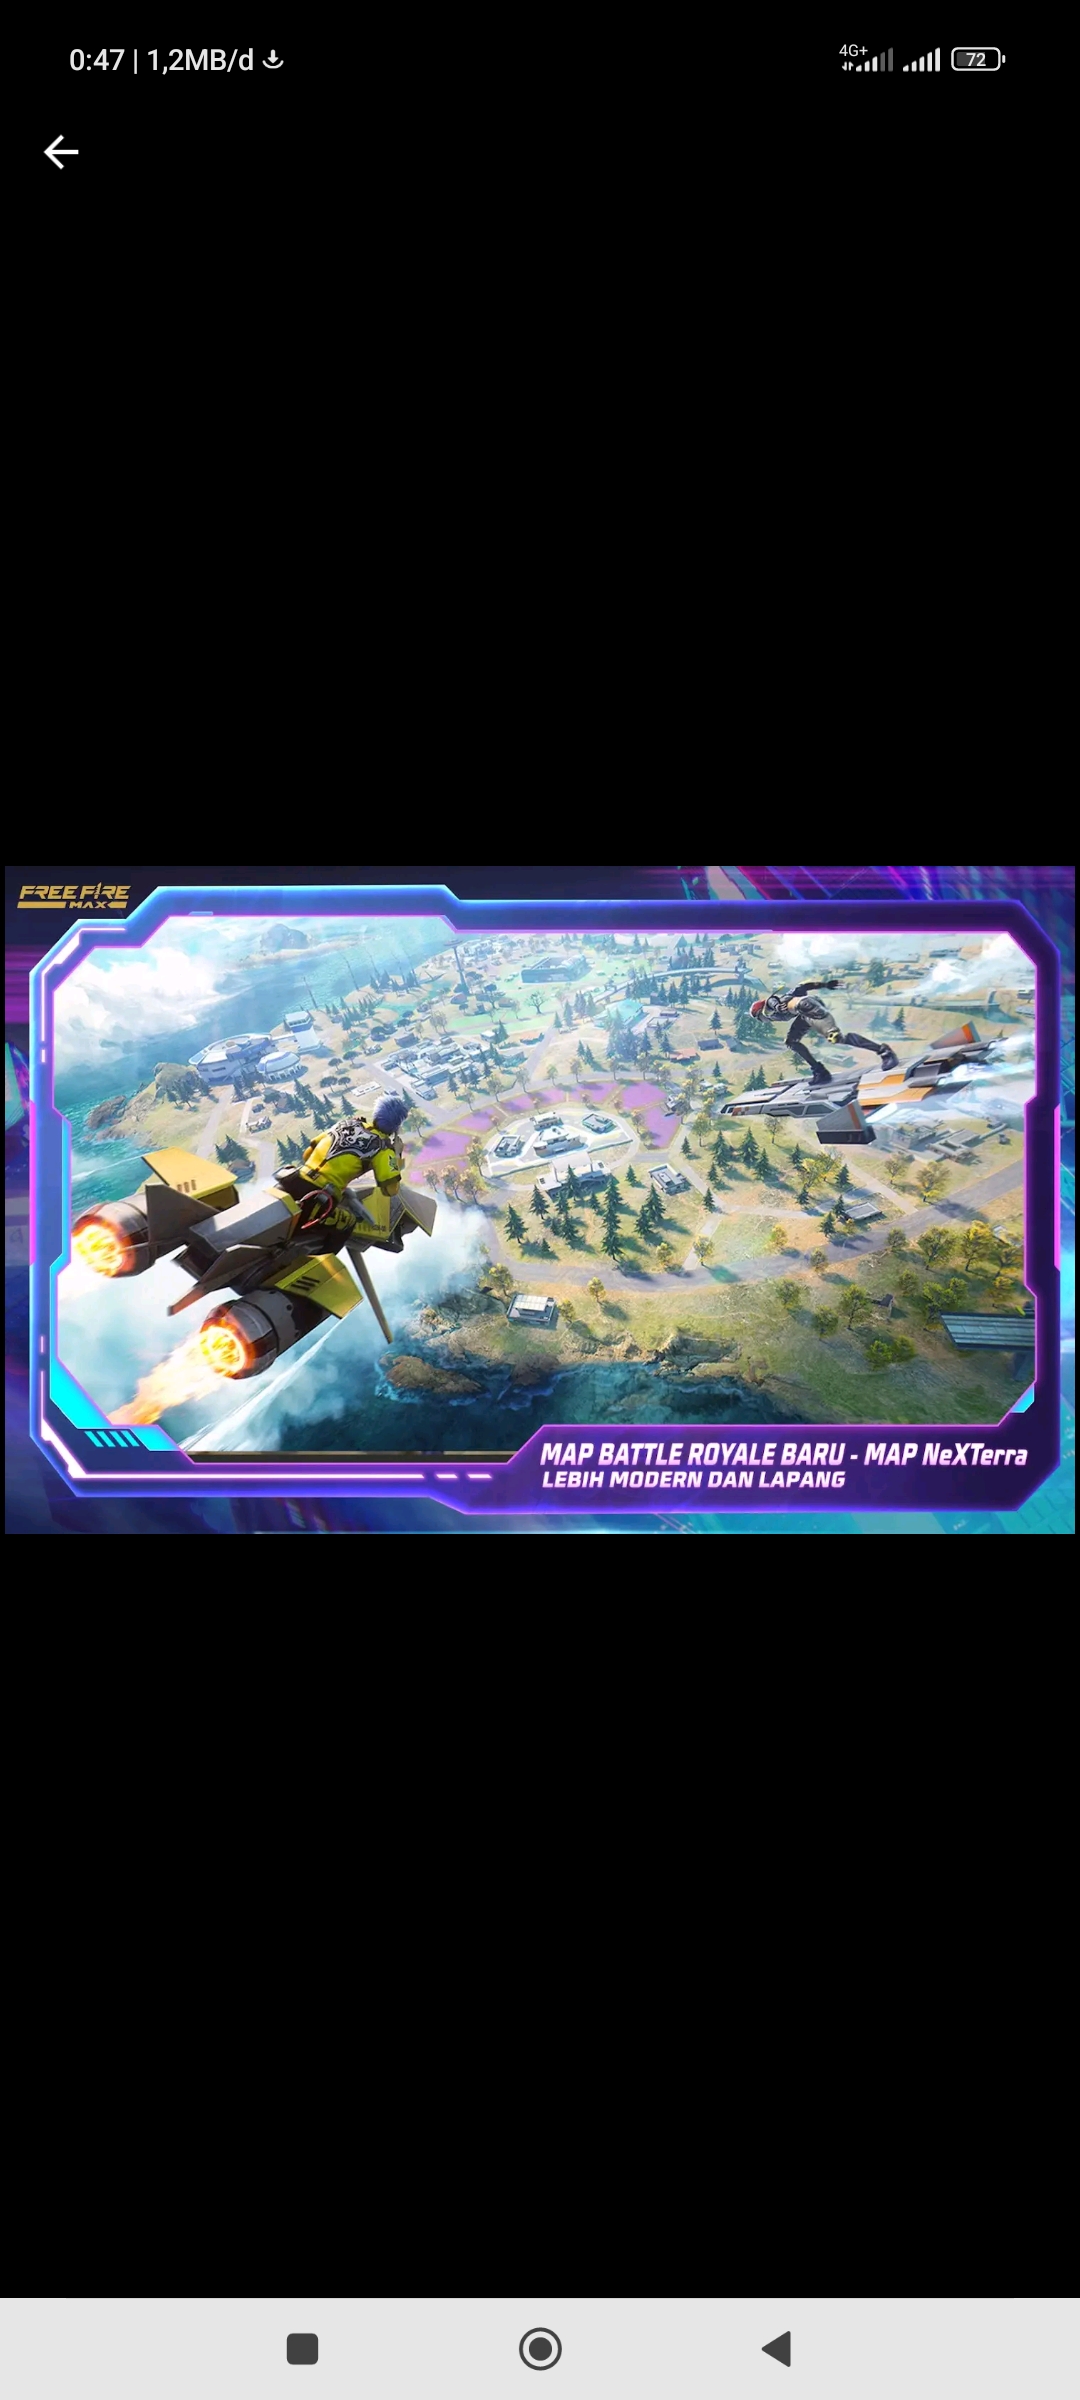 0:47 | 1,2MB/d
4G+
72
FREE FIRE
MAX
MAP BATTLE ROYALE BARU - MAP NeXTerra
LEBIH MODERN DAN LAPANG